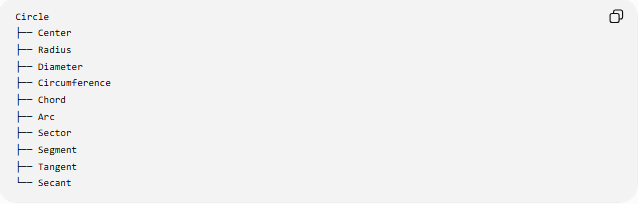 Circle
├── Center
├── Radius
├── Diameter
├── Circumference
├── Chord
├── Arc
├── Sector
├── Segment
├── Tangent
└── Secant